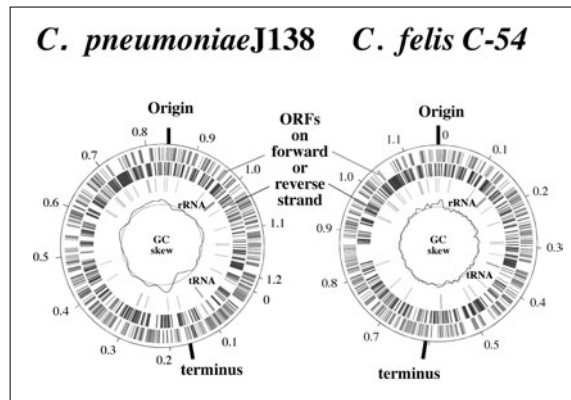 C. pneumoniaeJ138
C. felis C-54
Origin
ORFs
on
forward
or
reverse
strand
Origin
0.8
0.9
1.0
1.1
1.2
0
0.1
0.2
0.3
0.4
0.5
0.6
0.7
rRNA
GC
skew
tRNA
terminus
0
0.1
0.2
0.3
0.4
0.5
0.7
0.8
0.9
1.0
1.1
rRNA
GC
skew
tRNA
terminus